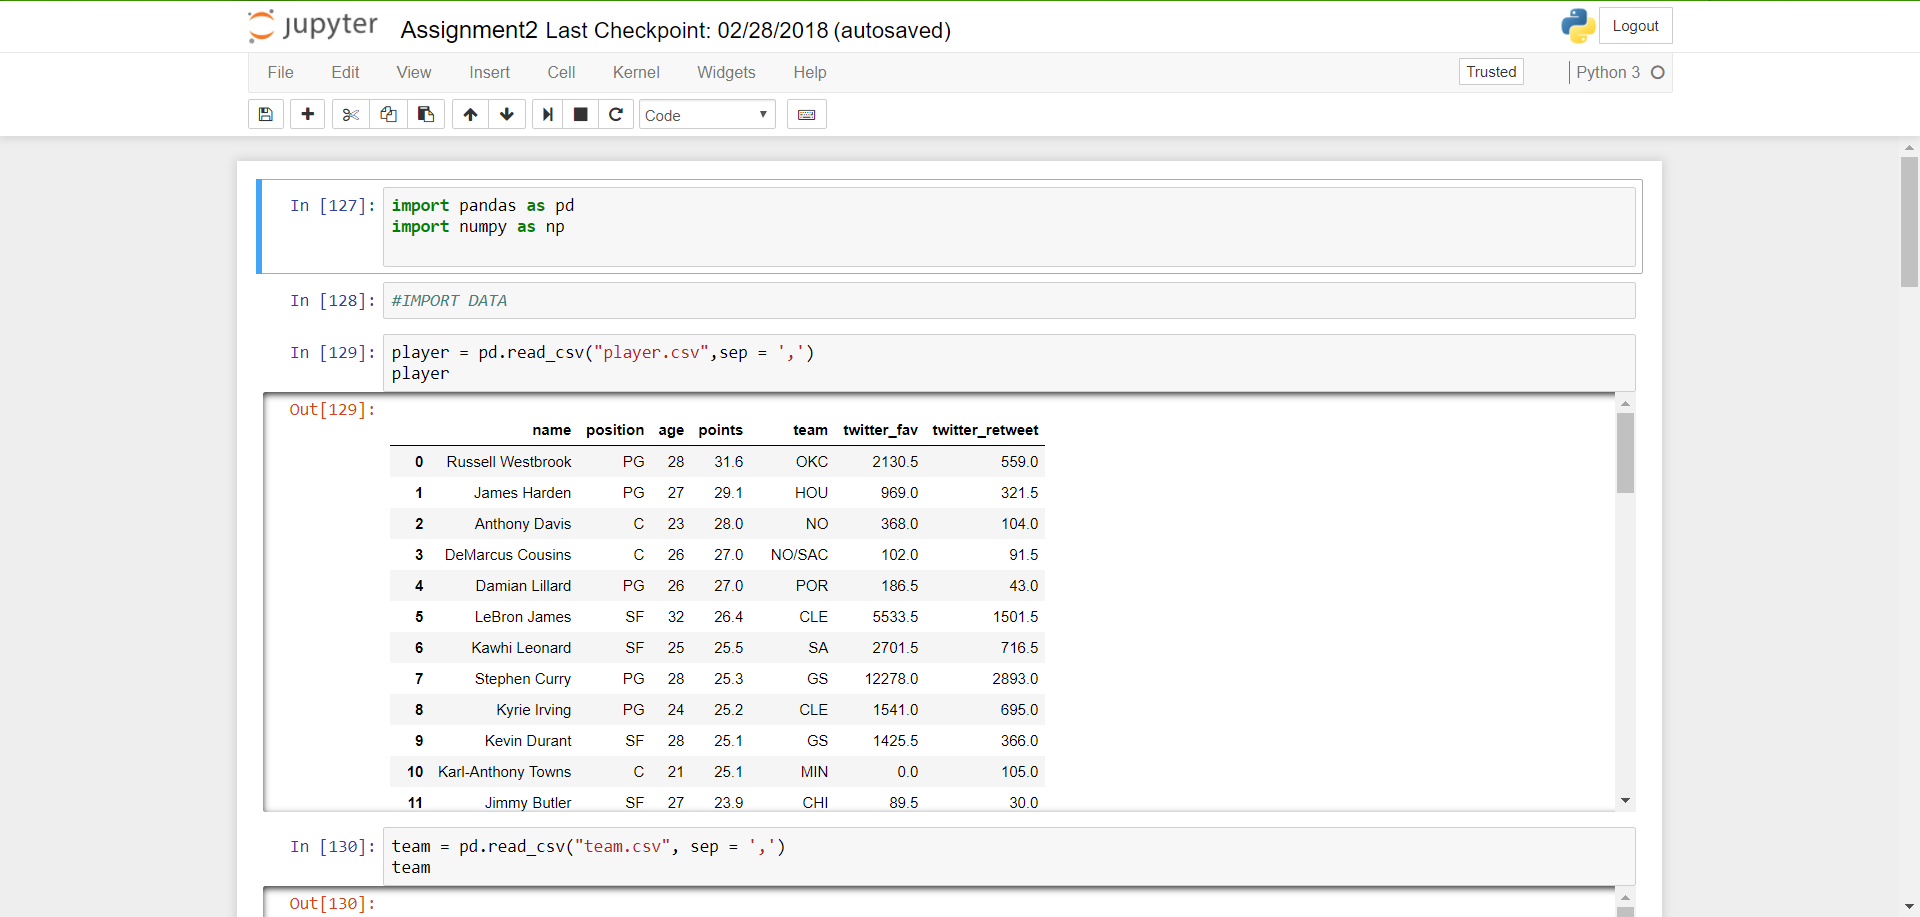 jupyter Assignment2 Last Checkpoint: 02/28/2018 (autosaved) Logout
File Edit View Insert Cell Kernel Widgets Help Trusted Python 3
Code
In [127]: import pandas as pd
import numpy as np
In [128]: #IMPORT DATA
In [129]: player = pd.read_csv("player.csv",sep = ',')
player
Out[129]:
name position age points team twitter_fav twitter_retweet
0 Russell Westbrook PG 28 31.6 OKC 2130.5 559.0
1 James Harden PG 27 29.1 HOU 969.0 321.5
2 Anthony Davis C 23 28.0 NO 368.0 104.0
3 DeMarcus Cousins C 26 27.0 NO/SAC 102.0 91.5
4 Damian Lillard PG 26 27.0 POR 186.5 43.0
5 LeBron James SF 32 26.4 CLE 5533.5 1501.5
6 Kawhi Leonard SF 25 25.5 SA 2701.5 716.5
7 Stephen Curry PG 28 25.3 GS 12278.0 2893.0
8 Kyrie Irving PG 24 25.2 CLE 1541.0 695.0
9 Kevin Durant SF 28 25.1 GS 1425.5 366.0
10 Karl-Anthony Towns C 21 25.1 MIN 0.0 105.0
11 Jimmy Butler SF 27 23.9 CHI 89.5 30.0
In [130]: team = pd.read_csv("team.csv", sep = ',')
team
Out[130]: